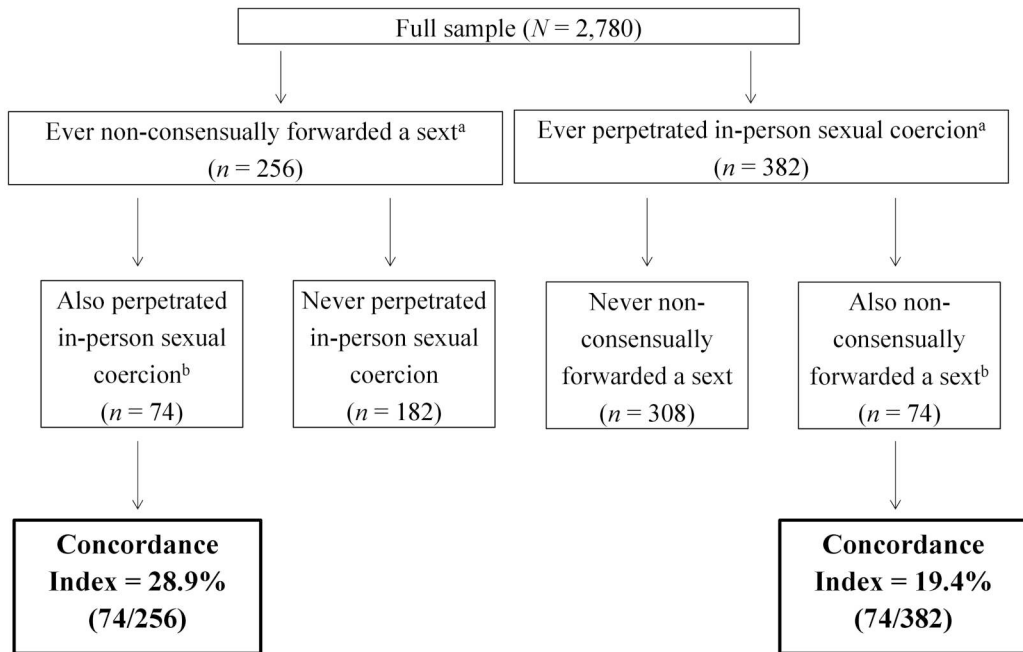 Full sample (N = 2,780)
Ever non-consensually forwarded a sextᵃ
(n = 256)
Ever perpetrated in-person sexual coercionᵃ
(n = 382)
Also perpetrated
in-person sexual
coercionᵇ
(n = 74)
Never perpetrated
in-person sexual
coercion
(n = 182)
Never non-
consensually
forwarded a sext
(n = 308)
Also non-
consensually
forwarded a sextᵇ
(n = 74)
Concordance
Index = 28.9%
(74/256)
Concordance
Index = 19.4%
(74/382)